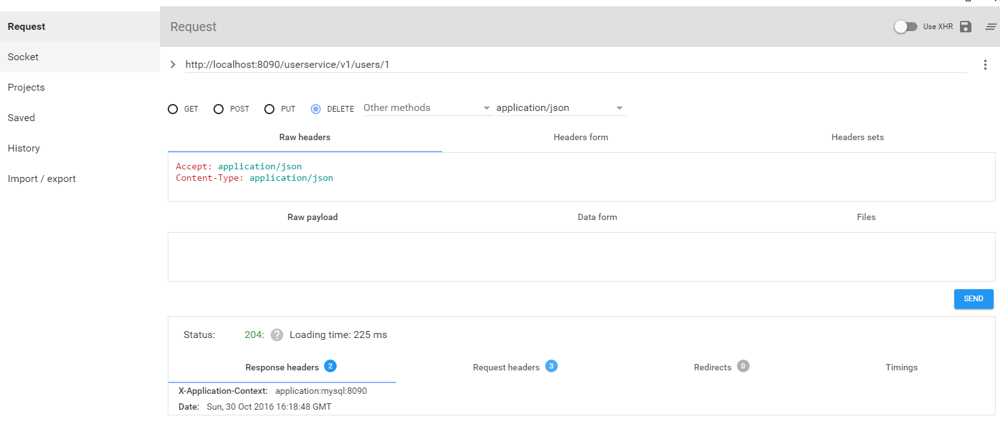 Request
Socket
Projects
Saved
History
Import / export
Request
Use XHR
http://localhost:8090/userservice/v1/users/1
GET POST PUT DELETE Other methods application/json
Raw headers Headers form Headers sets
Accept: application/json
Content-Type: application/json
Raw payload Data form Files
SEND
Status: 204: ? Loading time: 225 ms
Response headers 2 Request headers 3 Redirects 0 Timings
X-Application-Context: application:mysql:8090
Date: Sun, 30 Oct 2016 16:18:48 GMT